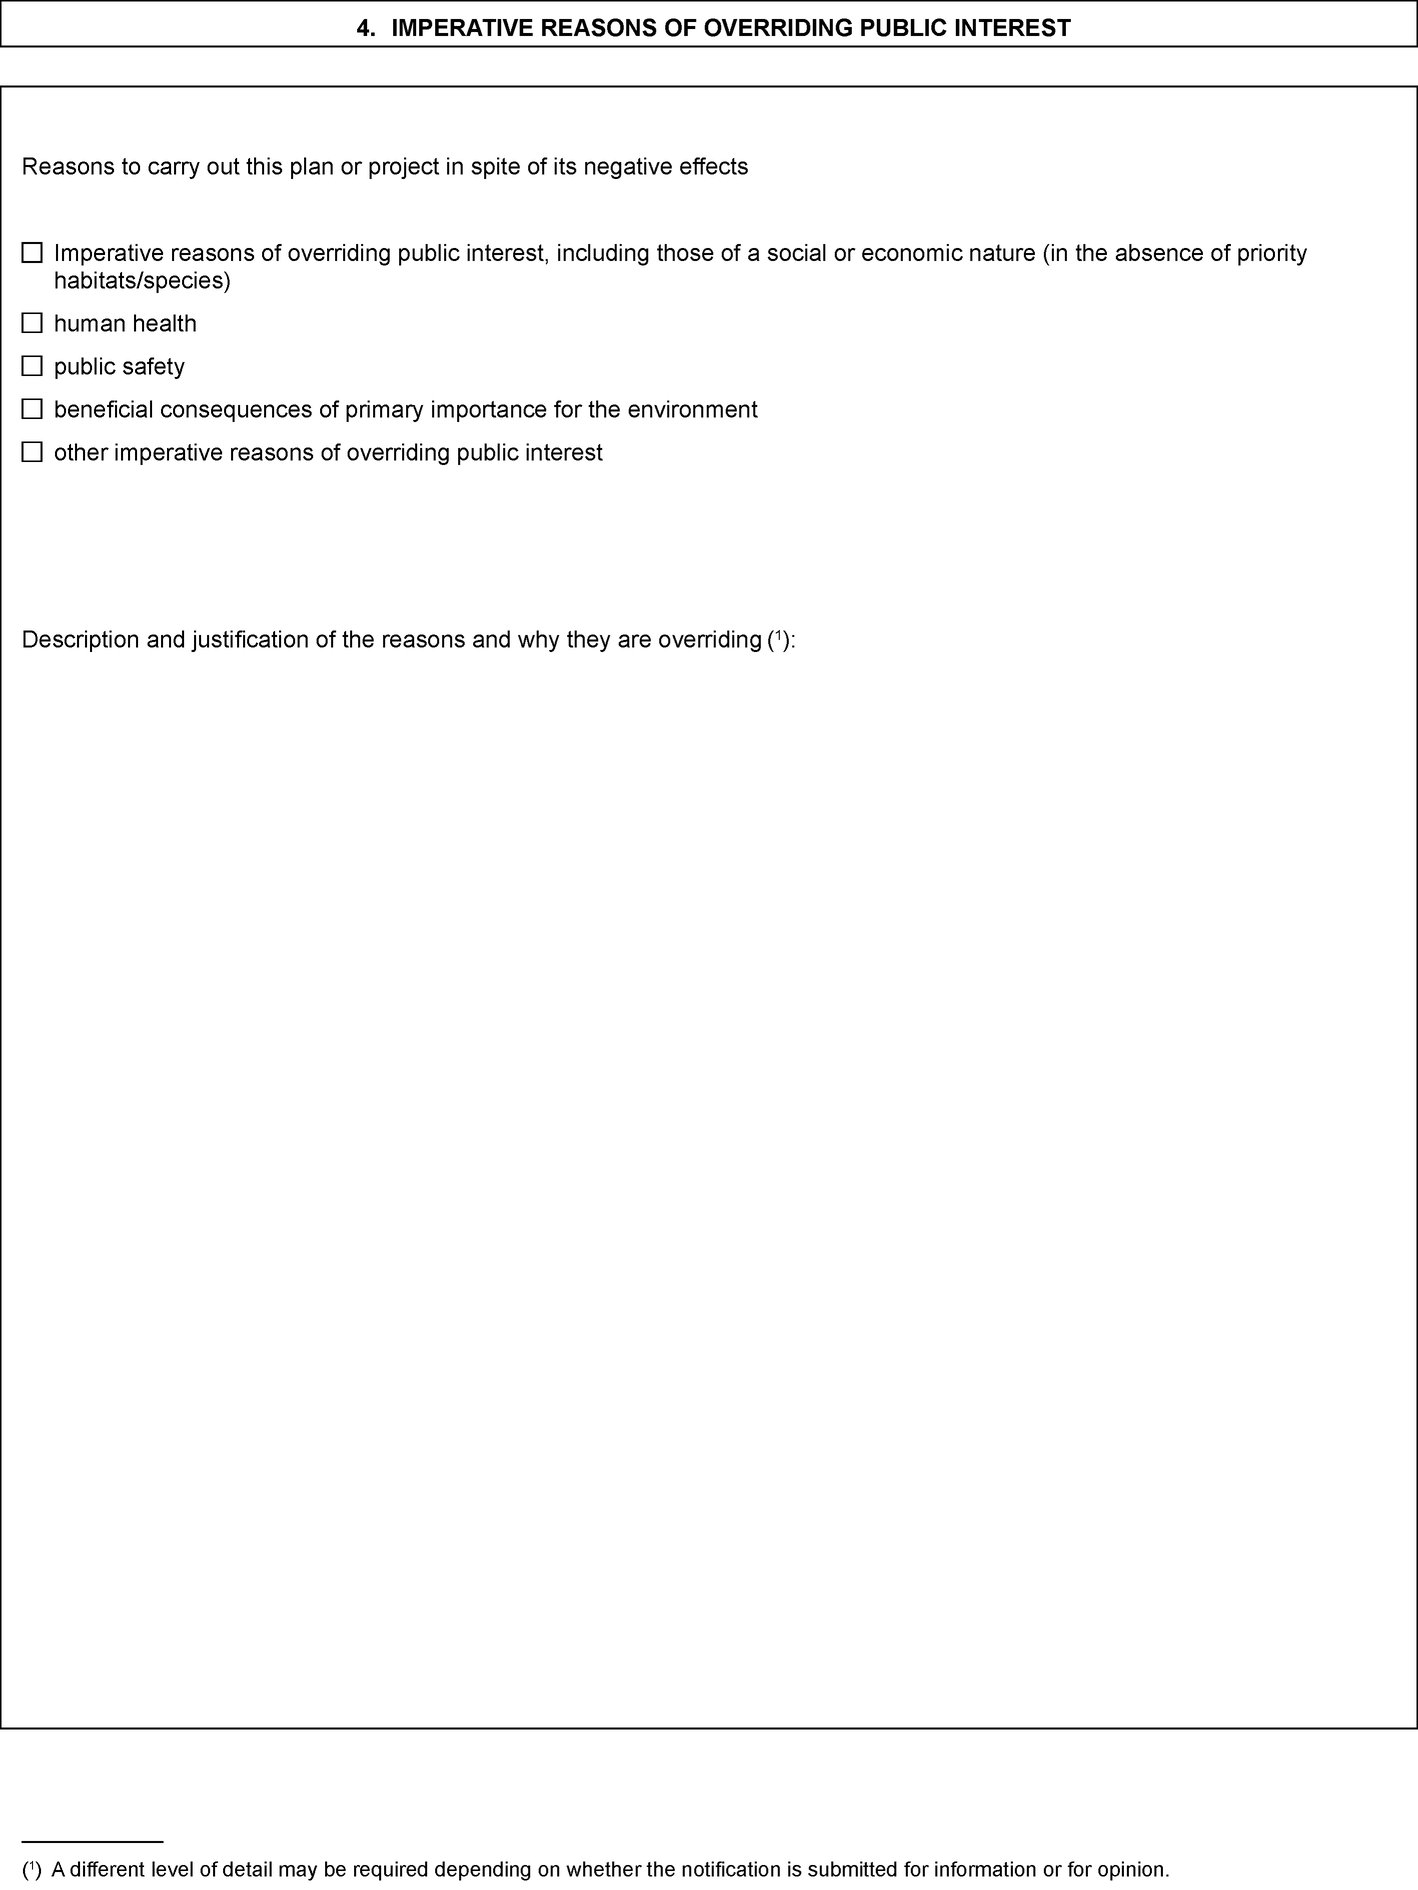 4. IMPERATIVE REASONS OF OVERRIDING PUBLIC INTEREST
Reasons to carry out this plan or project in spite of its negative effects
Imperative reasons of overriding public interest, including those of a social or economic nature (in the absence of priority
habitats/species)
human health
public safety
beneficial consequences of primary importance for the environment
other imperative reasons of overriding public interest
Description and justification of the reasons and why they are overriding (¹):
(¹) A different level of detail may be required depending on whether the notification is submitted for information or for opinion.